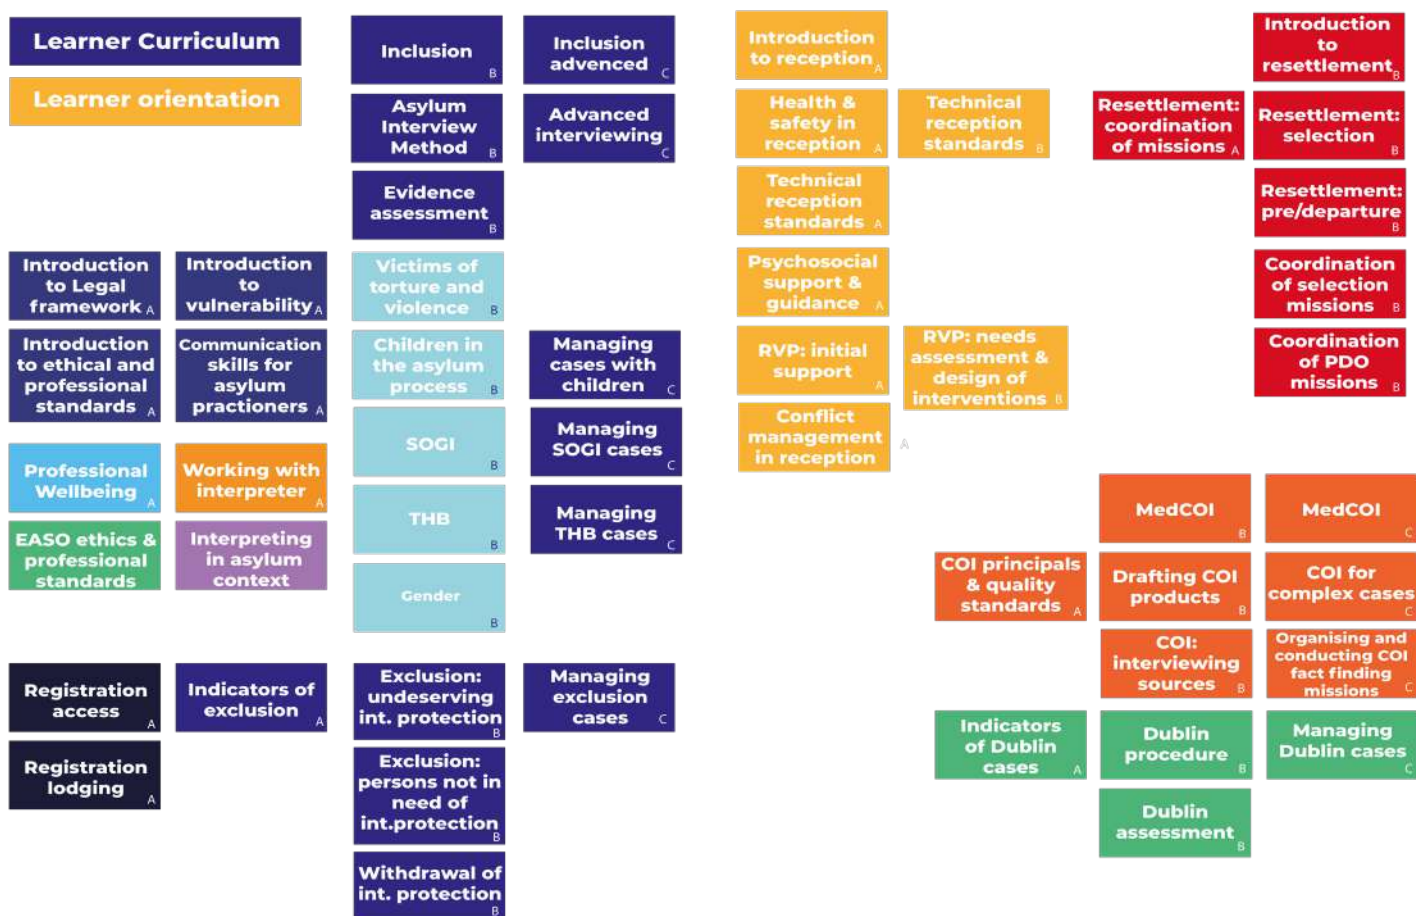 Learner Curriculum
Learner orientation
Inclusion
B
Inclusion
advenced
C
Asylum
Interview
Method
B
Advanced
interviewing
C
Evidence
assessment
B
Introduction
to Legal
framework
A
Introduction
to
vulnerability
A
Victims of
torture and
violence
B
Introduction
to ethical and
professional
standards
A
Communication
skills for
asylum
practioners
A
Children in
the asylum
process
B
Managing
cases with
children
C
SOGI
B
Managing
SOGI cases
C
Professional
Wellbeing
A
Working with
interpreter
A
THB
B
Managing
THB cases
C
EASO ethics &
professional
standards
Interpreting
in asylum
context
Gender
B
Registration
access
A
Indicators of
exclusion
A
Exclusion:
undeserving
int. protection
B
Managing
exclusion
cases
C
Registration
lodging
A
Exclusion:
persons not in
need of
int.protection
B
Withdrawal of
int. protection
B
Introduction
to reception
A
Health &
safety in
reception
A
Technical
reception
standards
B
Technical
reception
standards
A
Psychosocial
support &
guidance
A
RVP: initial
support
A
RVP: needs
assessment &
design of
interventions
B
Conflict
management
in reception
A
Introduction
to
resettlement
B
Resettlement:
coordination
of missions
A
Resettlement:
selection
B
Resettlement:
pre/departure
B
Coordination
of selection
missions
B
Coordination
of PDO
missions
B
MedCOI
B
MedCOI
C
COI principals
& quality
standards
A
Drafting COI
products
B
COI for
complex cases
C
COI:
interviewing
sources
B
Organising and
conducting COI
fact finding
missions
C
Indicators
of Dublin
cases
A
Dublin
procedure
B
Managing
Dublin cases
C
Dublin
assessment
B